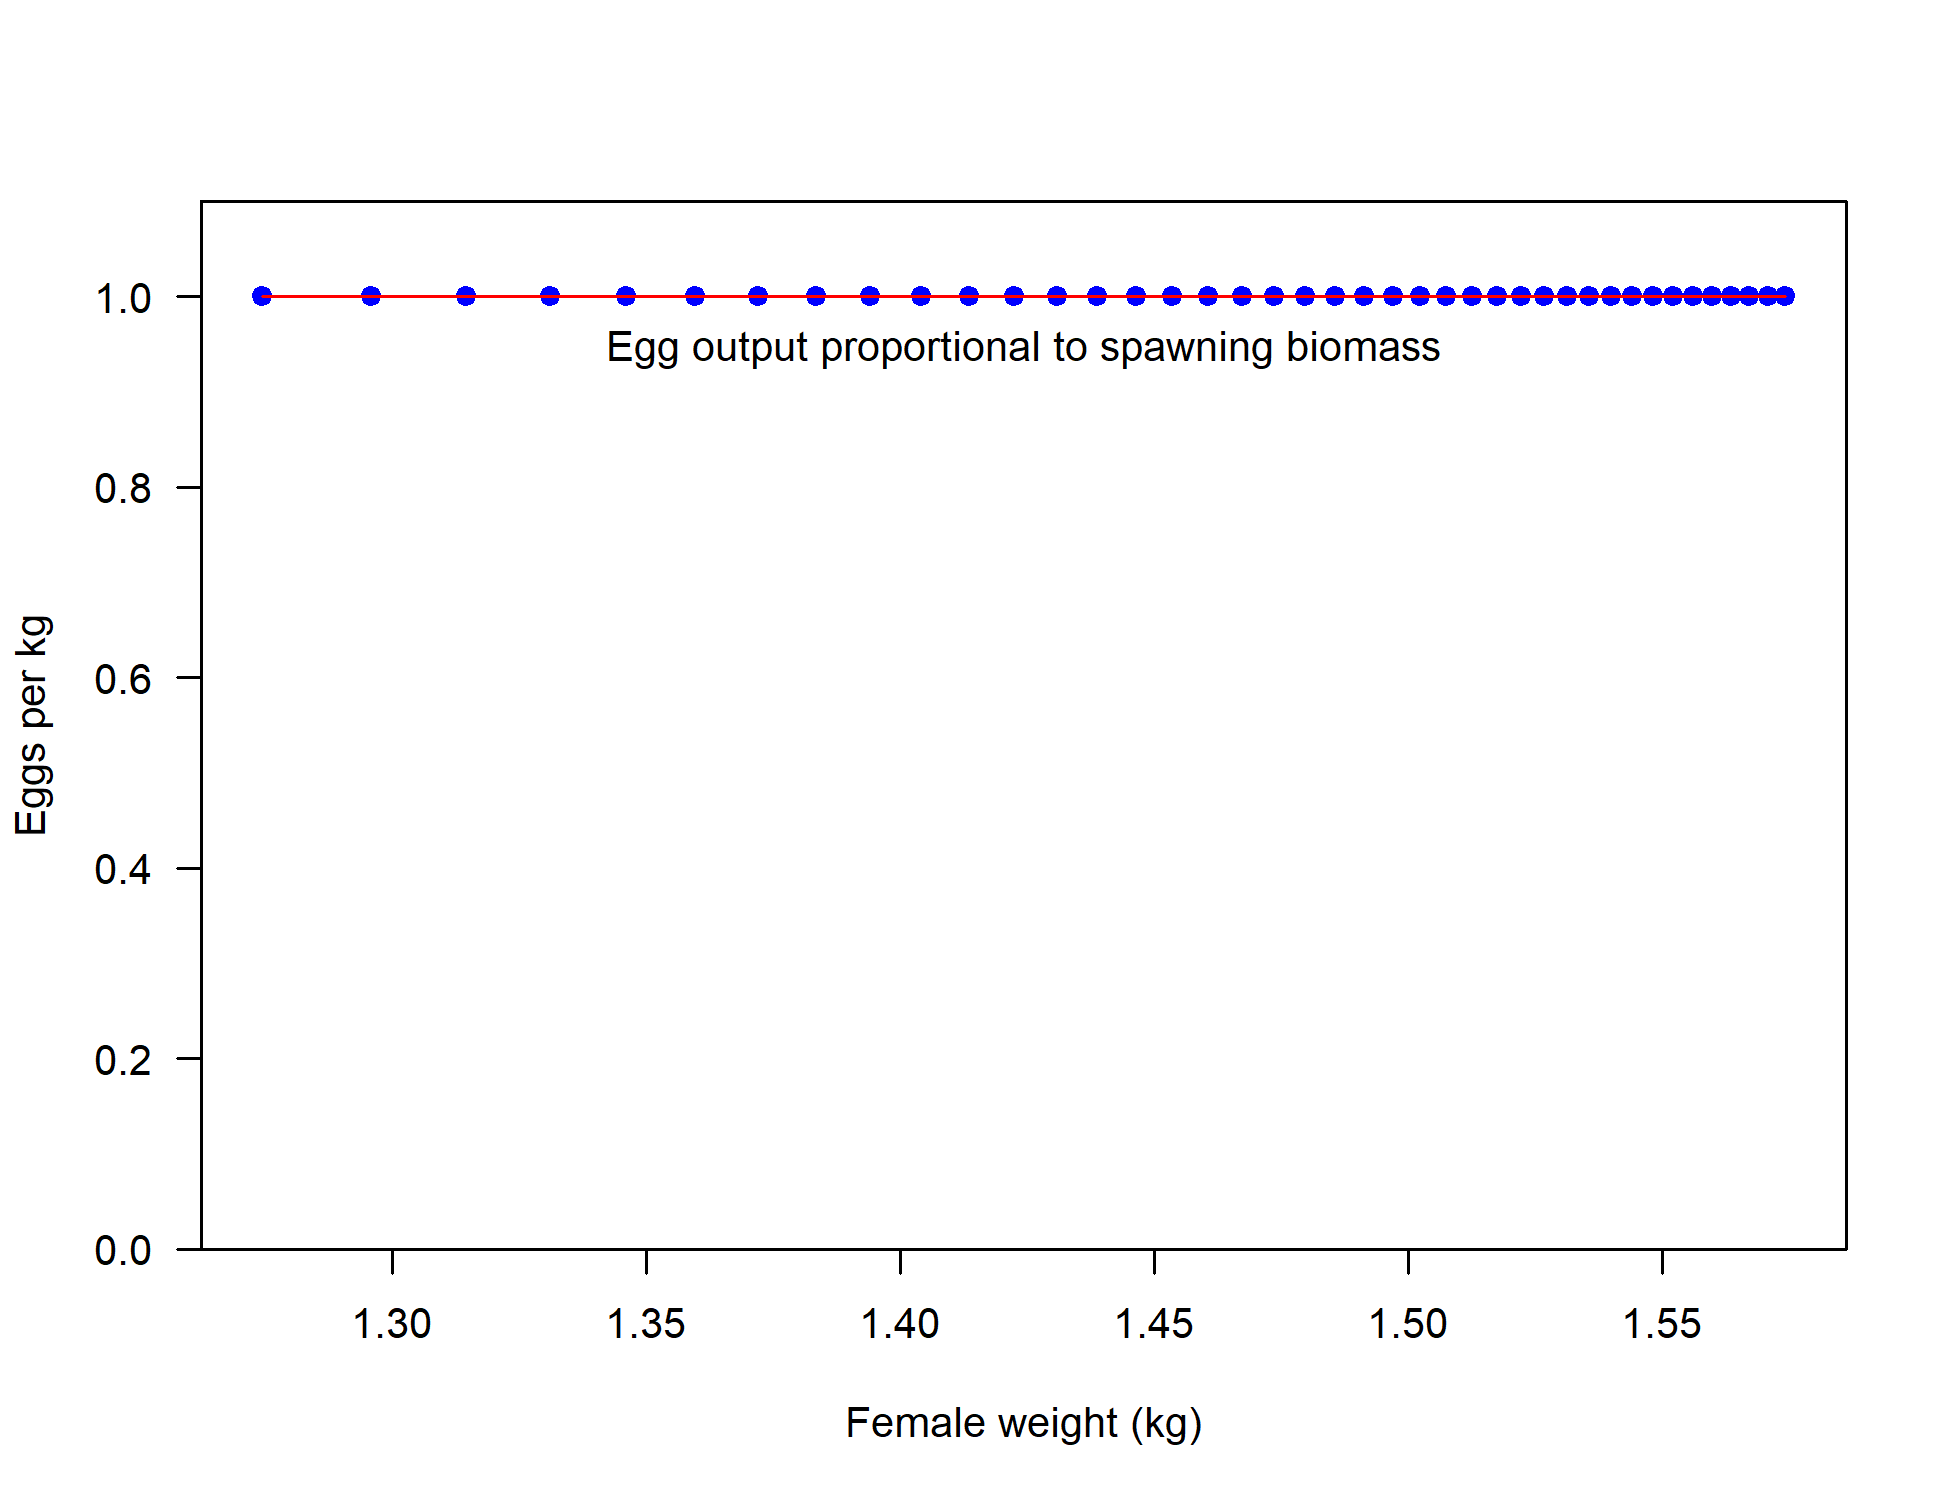 1.0
Egg output proportional to spawning biomass
0.8
0.6
0.4
0.2
0.0
Eggs per kg
1.30 1.35 1.40 1.45 1.50 1.55
Female weight (kg)